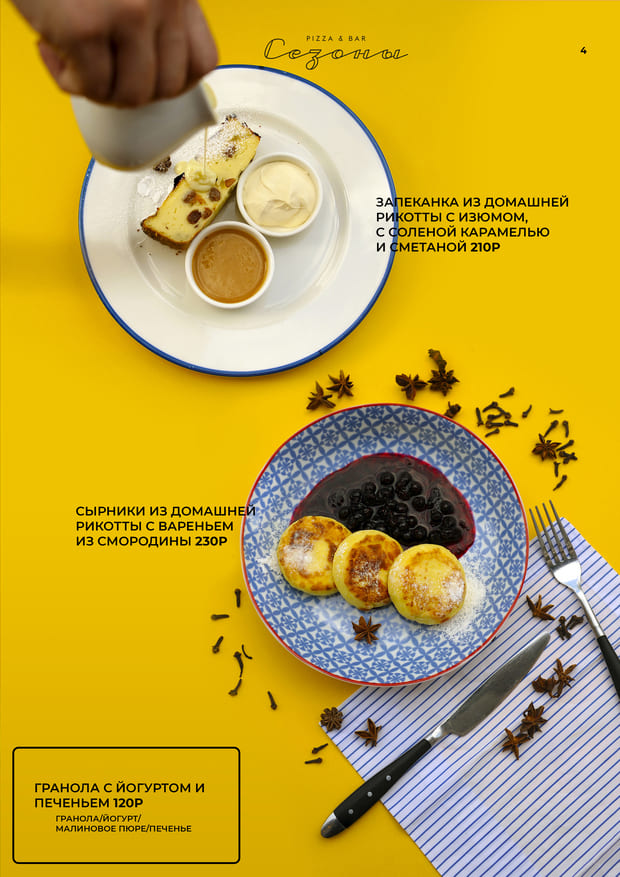 PIZZA & BAR
Сезоны
4
ЗАПЕКАНКА ИЗ ДОМАШНЕЙ
РИКОТТЫ С ИЗЮМОМ,
С СОЛЕНОЙ КАРАМЕЛЬЮ
И СМЕТАНОЙ 210Р
СЫРНИКИ ИЗ ДОМАШНЕЙ
РИКОТТЫ С ВАРЕНЬЕМ
ИЗ СМОРОДИНЫ 230Р
ГРАНОЛА С ЙОГУРТОМ И
ПЕЧЕНЬЕМ 120Р
ГРАНОЛА/ЙОГУРТ/
МАЛИНОВОЕ ПЮРЕ/ПЕЧЕНЬЕ